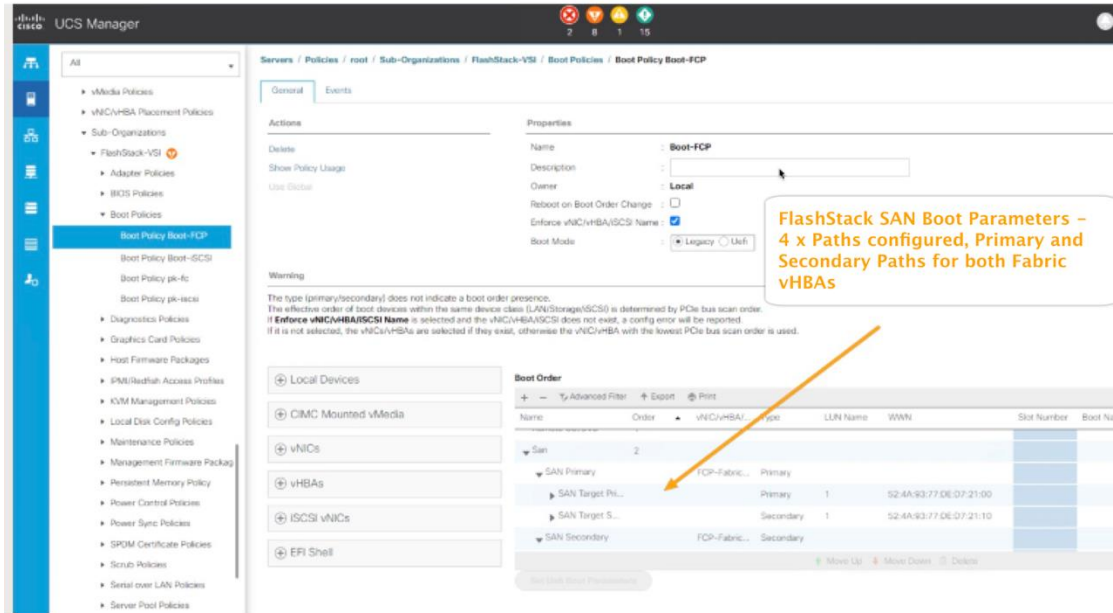 cisco UCS Manager
2 8 1 15
All
vMedia Policies
vNIC/vHBA Placement Policies
Sub-Organizations
FlashStack-VSI
Adapter Policies
BIOS Policies
Boot Policies
Boot Policy Boot-FCP
Boot Policy Boot-iSCSI
Boot Policy pk-fc
Boot Policy pk-iscsi
Diagnostics Policies
Graphics Card Policies
Host Firmware Packages
IPMI/Redfish Access Profiles
KVM Management Policies
Local Disk Config Policies
Maintenance Policies
Management Firmware Packag
Persistent Memory Policy
Power Control Policies
Power Sync Policies
SPDM Certificate Policies
Scrub Policies
Serial over LAN Policies
Server Pool Policies
Servers / Policies / root / Sub-Organizations / FlashStack-VSI / Boot Policies / Boot Policy Boot-FCP
General Events
Actions
Delete
Show Policy Usage
Use Global
Properties
Name : Boot-FCP
Description :
Owner : Local
Reboot on Boot Order Change :
Enforce vNIC/vHBA/iSCSI Name :
Boot Mode : Legacy Uefi
FlashStack SAN Boot Parameters –
4 x Paths configured, Primary and
Secondary Paths for both Fabric
vHBAs
Warning
The type (primary/secondary) does not indicate a boot order presence.
The effective order of boot devices within the same device class (LAN/Storage/iSCSI) is determined by PCIe bus scan order.
If Enforce vNIC/vHBA/iSCSI Name is selected and the vNIC/vHBA/iSCSI does not exist, a config error will be reported.
If it is not selected, the vNICs/vHBAs are selected if they exist, otherwise the vNIC/vHBA with the lowest PCIe bus scan order is used.
Local Devices
CIMC Mounted vMedia
vNICs
vHBAs
iSCSI vNICs
EFI Shell
Boot Order
+ − Advanced Filter Export Print
Name Order vNIC/vHBA/... Type LUN Name WWN Slot Number Boot Na
San 2
SAN Primary FCP-Fabric... Primary
SAN Target Pri... Primary 1 52:4A:93:77:DE:D7:21:00
SAN Target S... Secondary 1 52:4A:93:77:DE:D7:21:10
SAN Secondary FCP-Fabric... Secondary
Move Up Move Down Delete
Set Uefi Boot Parameters